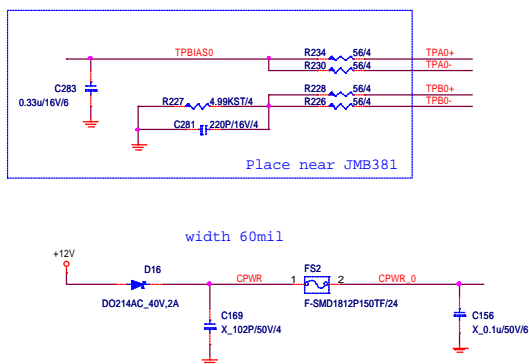 TPBIAS0
R234 56/4 TPA0+
R230 56/4 TPA0-
C283
0.33u/16V/6
R228 56/4 TPB0+
R227 4.99KST/4
R226 56/4 TPB0-
C281 220P/16V/4
Place near JMB381
width 60mil
+12V
D16
CPWR
1
FS2
2
CPWR_0
DO214AC_40V,2A
F-SMD1812P150TF/24
C169
X_102P/50V/4
C156
X_0.1u/50V/6